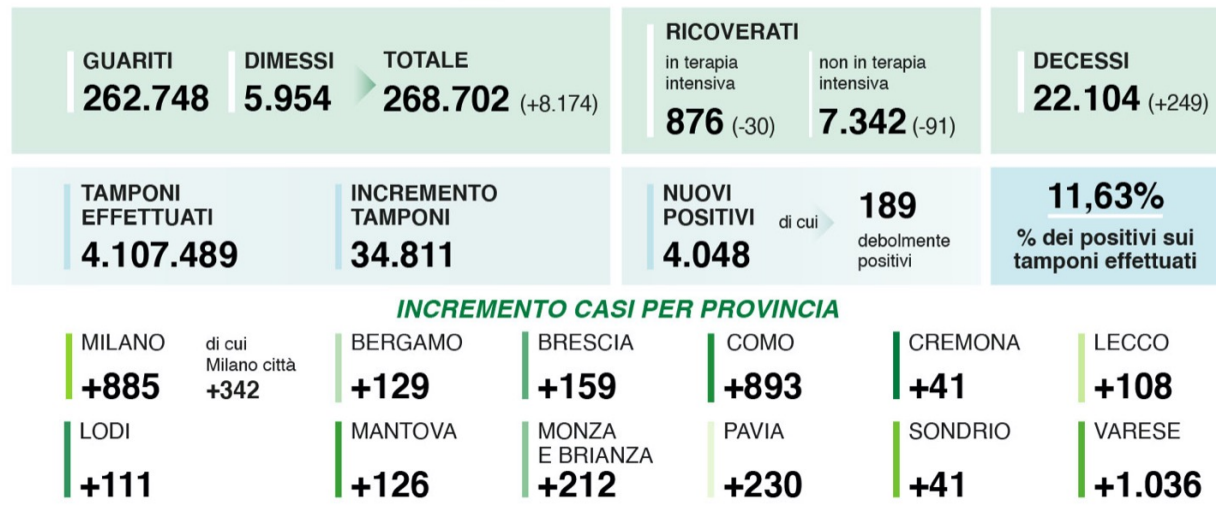 GUARITI
262.748
DIMESSI
5.954
TOTALE
268.702 (+8.174)
RICOVERATI
in terapia
intensiva
876 (-30)
non in terapia
intensiva
7.342 (-91)
DECESSI
22.104 (+249)
TAMPONI
EFFETTUATI
4.107.489
INCREMENTO
TAMPONI
34.811
NUOVI
POSITIVI
4.048
di cui
189
debolmente
positivi
11,63%
% dei positivi sui
tamponi effettuati
INCREMENTO CASI PER PROVINCIA
MILANO
+885
di cui
Milano città
+342
BERGAMO
+129
BRESCIA
+159
COMO
+893
CREMONA
+41
LECCO
+108
LODI
+111
MANTOVA
+126
MONZA
E BRIANZA
+212
PAVIA
+230
SONDRIO
+41
VARESE
+1.036